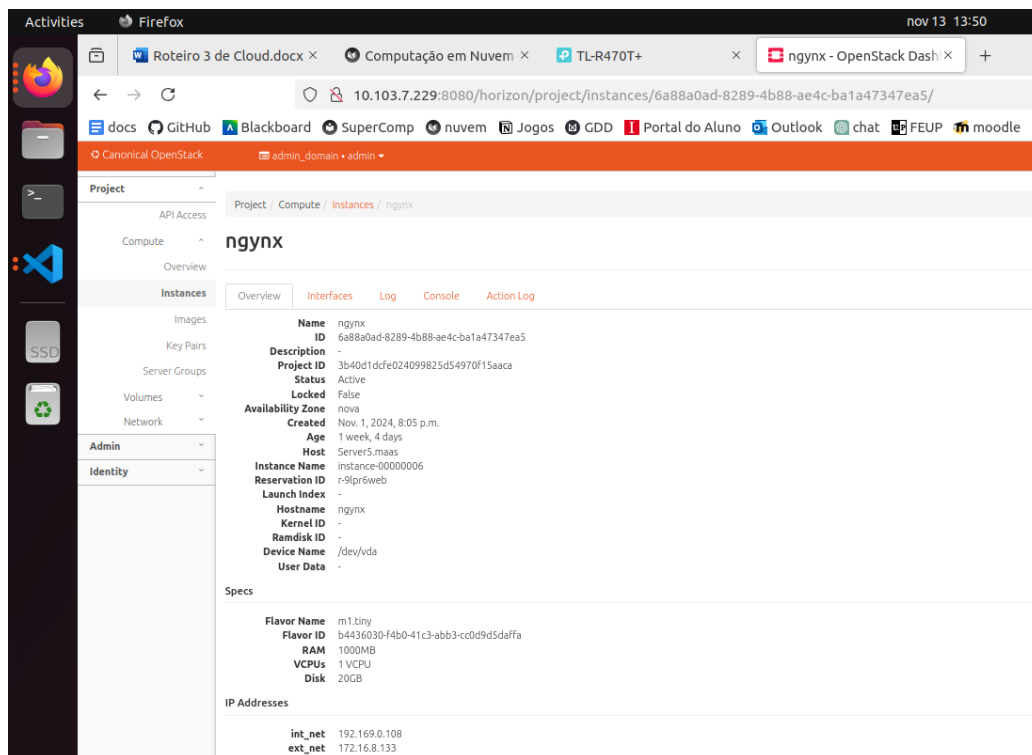 Activities Firefox nov 13 13:50
Roteiro 3 de Cloud.docx × Computação em Nuvem × TL-R470T+ × ngynx - OpenStack Dash × +
10.103.7.229:8080/horizon/project/instances/6a88a0ad-8289-4b88-ae4c-ba1a47347ea5/
docs GitHub Blackboard SuperComp nuvem Jogos GDD Portal do Aluno Outlook chat FEUP moodle
Canonical OpenStack admin_domain • admin
Project
API Access
Compute
Overview
Instances
Images
Key Pairs
Server Groups
Volumes
Network
Admin
Identity
SSD
Project / Compute / Instances / ngynx
ngynx
Overview Interfaces Log Console Action Log
Name ngynx
ID 6a88a0ad-8289-4b88-ae4c-ba1a47347ea5
Description -
Project ID 3b40d1dcfe024099825d54970f15aaca
Status Active
Locked False
Availability Zone nova
Created Nov. 1, 2024, 8:05 p.m.
Age 1 week, 4 days
Host Server5.maas
Instance Name instance-00000006
Reservation ID r-9lpr6web
Launch Index -
Hostname ngynx
Kernel ID -
Ramdisk ID -
Device Name /dev/vda
User Data -
Specs
Flavor Name m1.tiny
Flavor ID b4436030-f4b0-41c3-abb3-cc0d9d5daffa
RAM 1000MB
VCPUs 1 VCPU
Disk 20GB
IP Addresses
int_net 192.169.0.108
ext_net 172.16.8.133